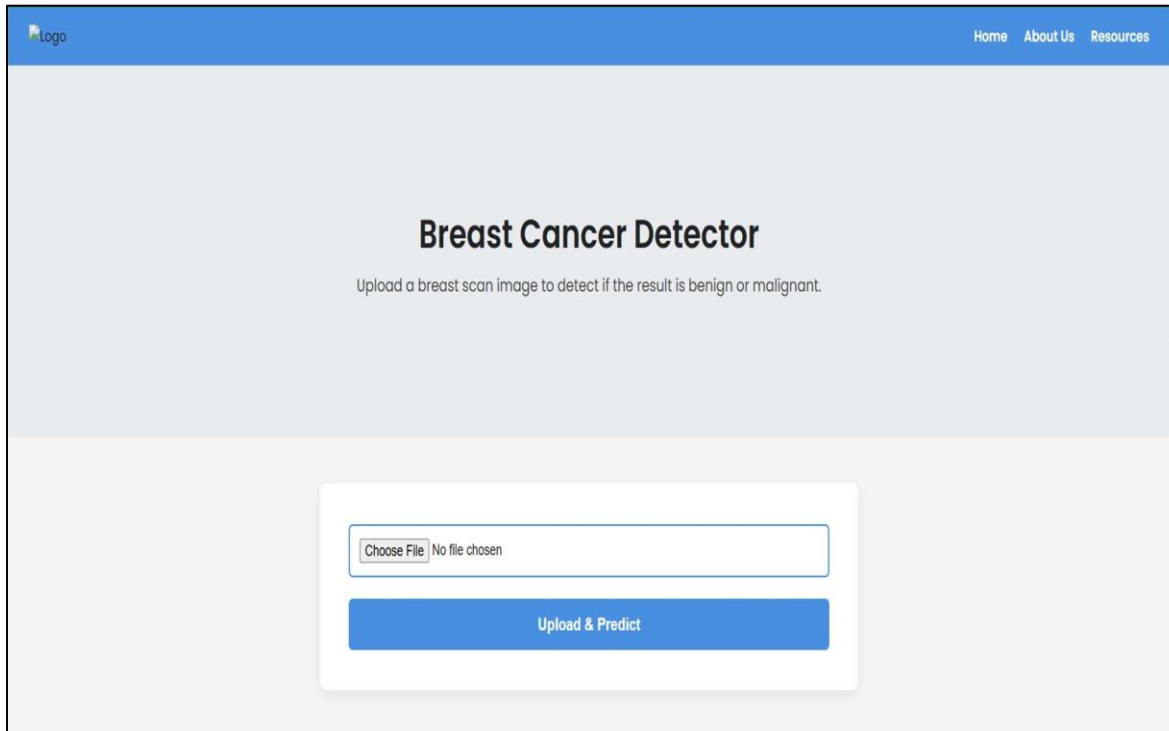 Logo
Home About Us Resources
Breast Cancer Detector
Upload a breast scan image to detect if the result is benign or malignant.
Choose File No file chosen
Upload & Predict